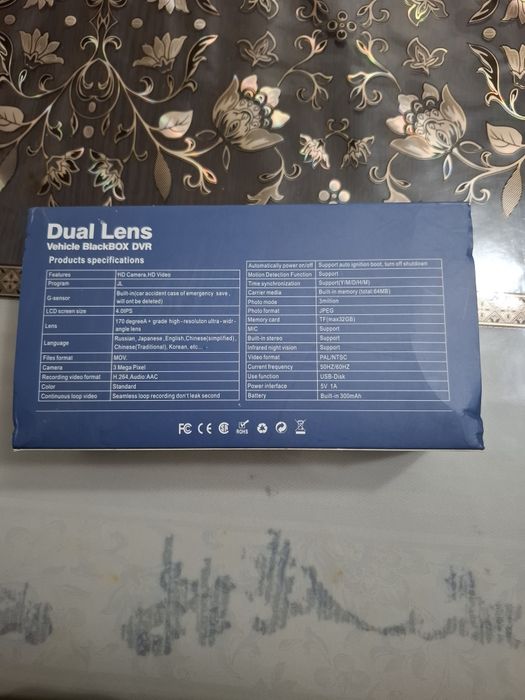 Dual Lens
Vehicle BlackBOX DVR
Products specifications
Features HD Camera,HD Video
Program JL
G-sensor Built-in(car accident case of emergency save ,
will ont be deleted)
LCD screen size 4.0IPS
Lens 170 degreeA+ grade high-resoluton ultra-widr-
angle lens
Language Russian, Japanese ,English,Chinese(simplified),
Chinese(Traditional), Korean, etc...
Files format MOV.
Camera 3 Mega Pixel
Recording video format H.264,Audio:AAC
Color Standard
Continuous loop video Seamless loop recording don't leak second
Automatically power on/off Support auto ignition boot, turn off shutdown
Motion Detection Function Support
Time synchronization Support(Y/M/D/H/M)
Carrier media Built-in memory (total:64MB)
Photo mode 3million
Photo format JPEG
Memory card TF(max32GB)
MIC Support
Built-in stereo Support
Infrared night vision Support
Video format PAL/NTSC
Current frequency 50HZ/60HZ
Use function USB-Disk
Power interface 5V 1A
Battery Built-in 300mAh
FC CE ROHS